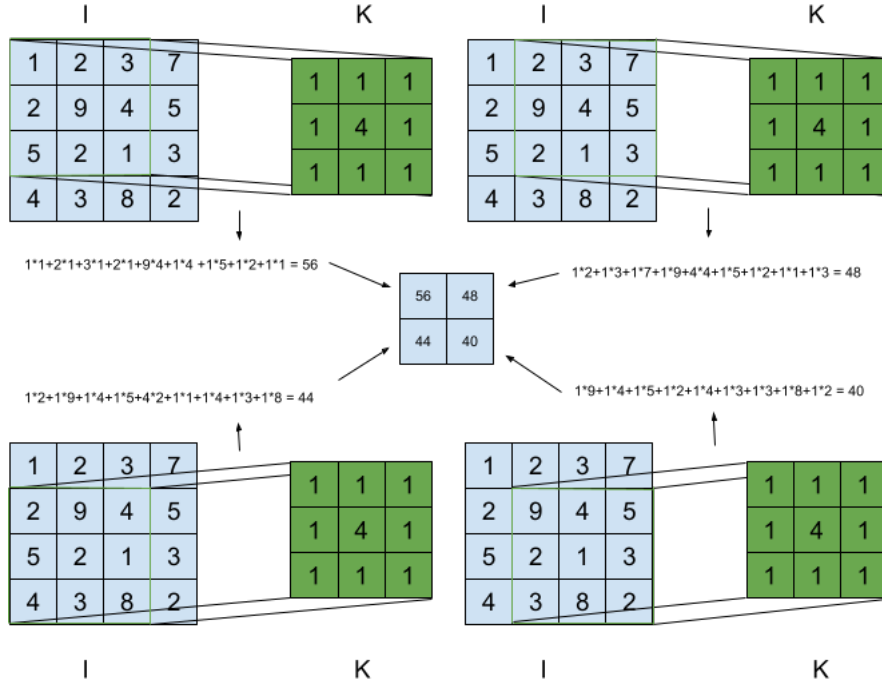 I K I K
1 2 3 7
2 9 4 5
5 2 1 3
4 3 8 2
1 1 1
1 4 1
1 1 1
1 2 3 7
2 9 4 5
5 2 1 3
4 3 8 2
1 1 1
1 4 1
1 1 1
1*1+2*1+3*1+2*1+9*4+1*4 +1*5+1*2+1*1 = 56
1*2+1*3+1*7+1*9+4*4+1*5+1*2+1*1+1*3 = 48
56 48
44 40
1*2+1*9+1*4+1*5+4*2+1*1+1*4+1*3+1*8 = 44
1*9+1*4+1*5+1*2+1*4+1*3+1*3+1*8+1*2 = 40
1 2 3 7
2 9 4 5
5 2 1 3
4 3 8 2
1 1 1
1 4 1
1 1 1
1 2 3 7
2 9 4 5
5 2 1 3
4 3 8 2
1 1 1
1 4 1
1 1 1
I K I K